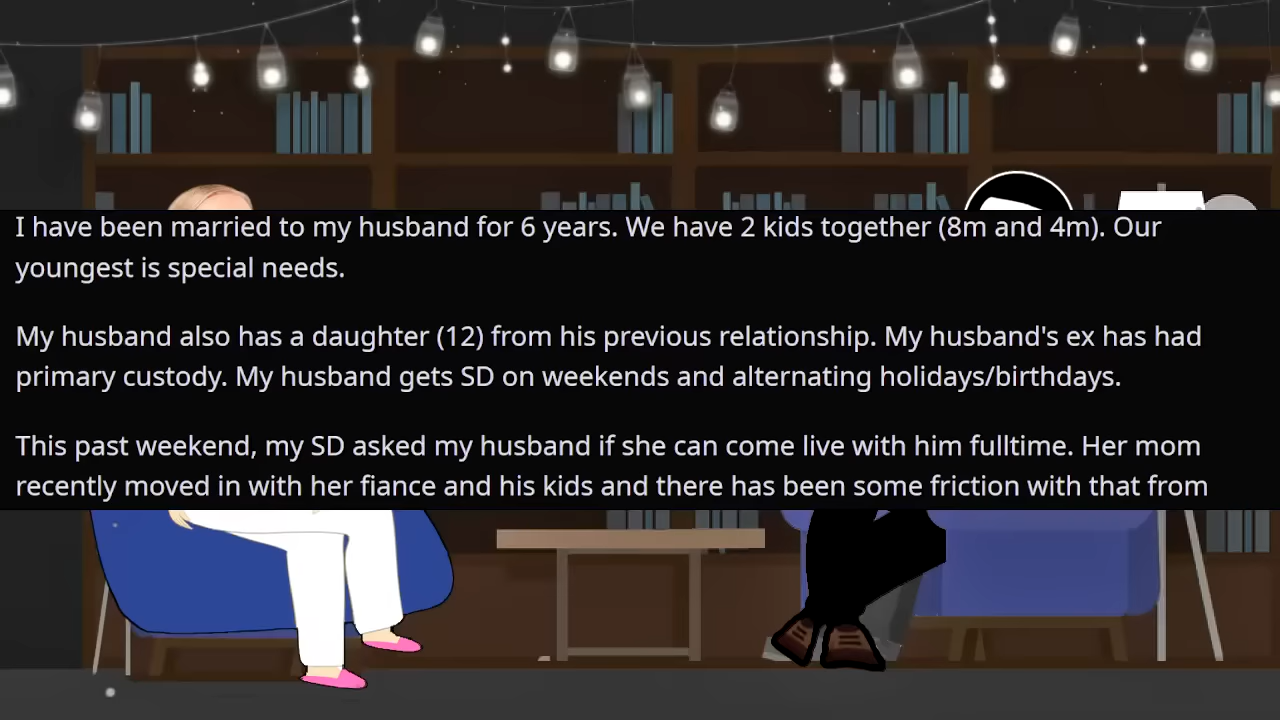 I have been married to my husband for 6 years. We have 2 kids together (8m and 4m). Our
youngest is special needs.
My husband also has a daughter (12) from his previous relationship. My husband's ex has had
primary custody. My husband gets SD on weekends and alternating holidays/birthdays.
This past weekend, my SD asked my husband if she can come live with him fulltime. Her mom
recently moved in with her fiance and his kids and there has been some friction with that from